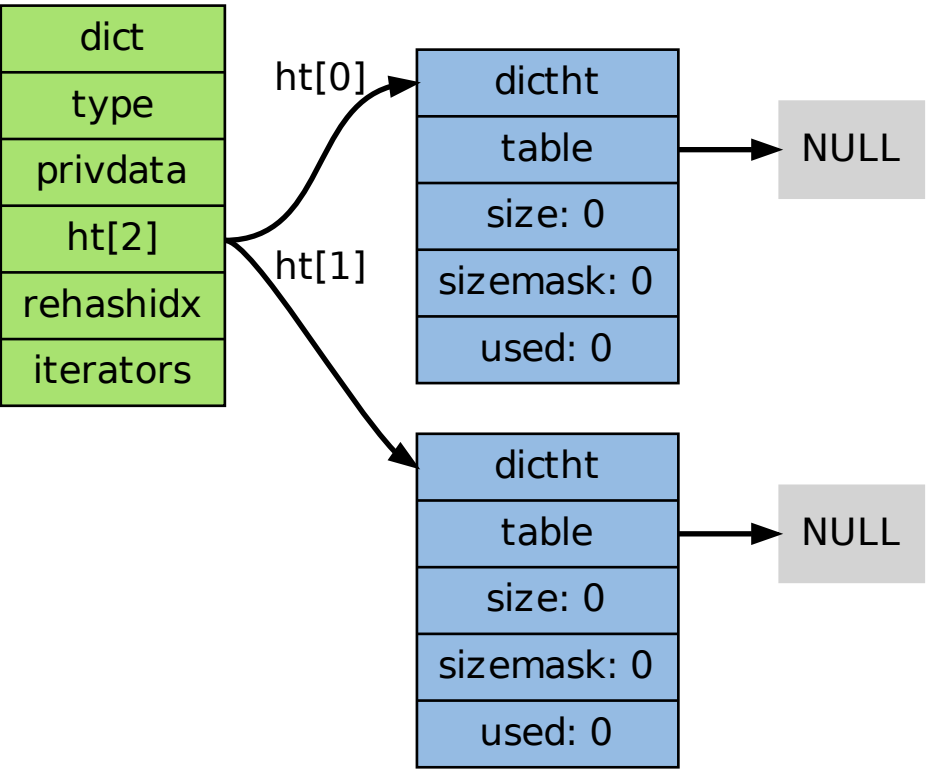 dict
type
privdata
ht[2]
rehashidx
iterators
ht[0]
ht[1]
dictht
table
size: 0
sizemask: 0
used: 0
NULL
dictht
table
size: 0
sizemask: 0
used: 0
NULL